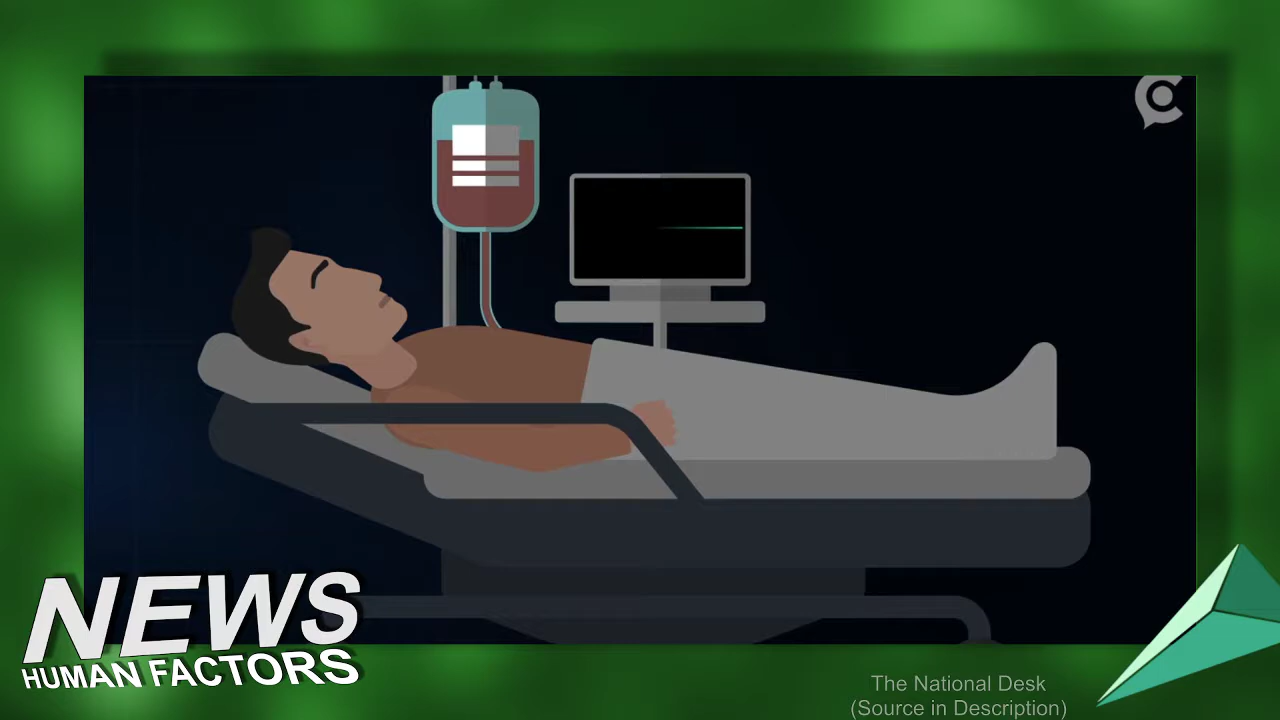 NEWS
HUMAN FACTORS
The National Desk
(Source in Description)